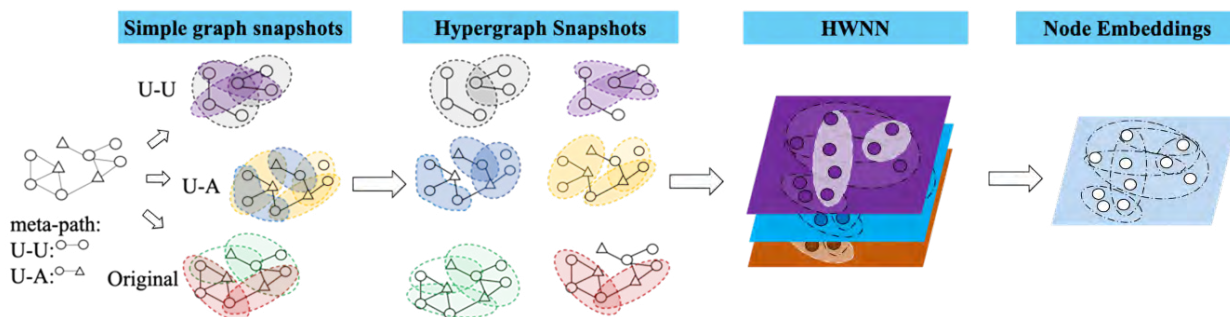 Simple graph snapshots
Hypergraph Snapshots
HWNN
Node Embeddings
U-U
U-A
Original
meta-path:
U-U:
U-A: